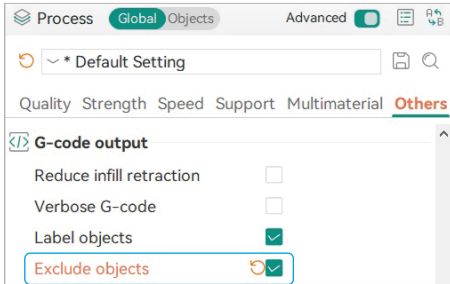 Process Global Objects Advanced
* Default Setting
Quality Strength Speed Support Multimaterial Others
G-code output
Reduce infill retraction
Verbose G-code
Label objects
Exclude objects